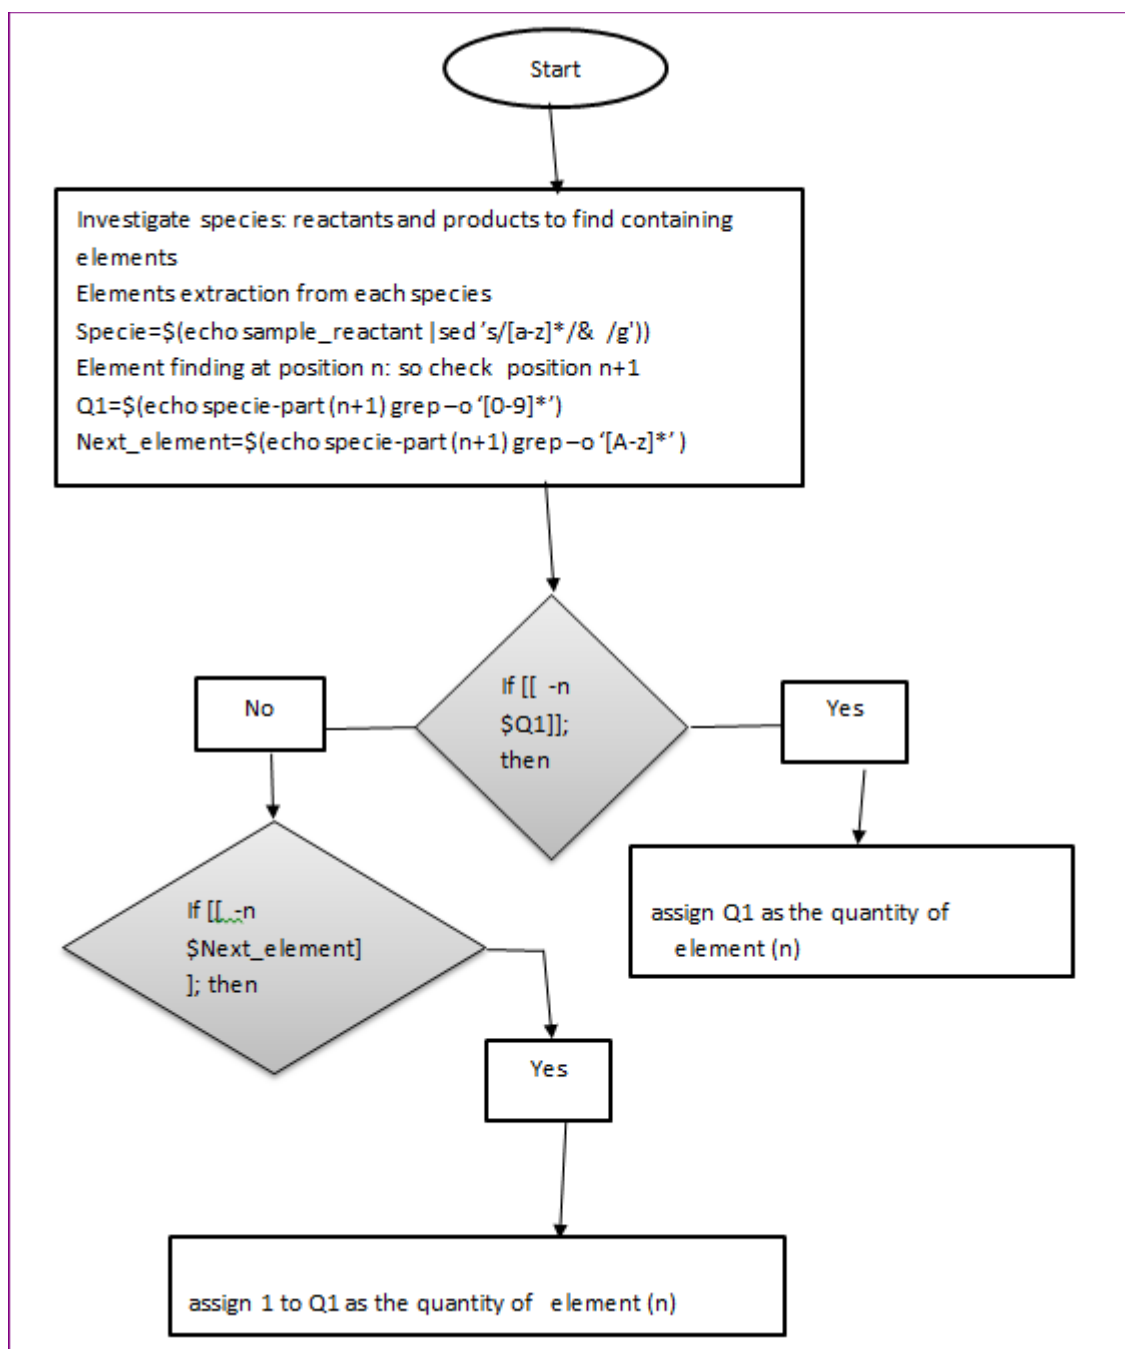 Start
Investigate species: reactants and products to find containing
elements
Elements extraction from each species
Specie=$(echo sample_reactant |sed 's/[a-z]*/& /g'))
Element finding at position n: so check position n+1
Q1=$(echo specie-part (n+1) grep –o ‘[0-9]*’)
Next_element=$(echo specie-part (n+1) grep –o ‘[A-z]*’ )
If [[ -n
$Q1]];
then
No
Yes
If [[ -n
$Next_element]
]; then
assign Q1 as the quantity of
element (n)
Yes
assign 1 to Q1 as the quantity of element (n)